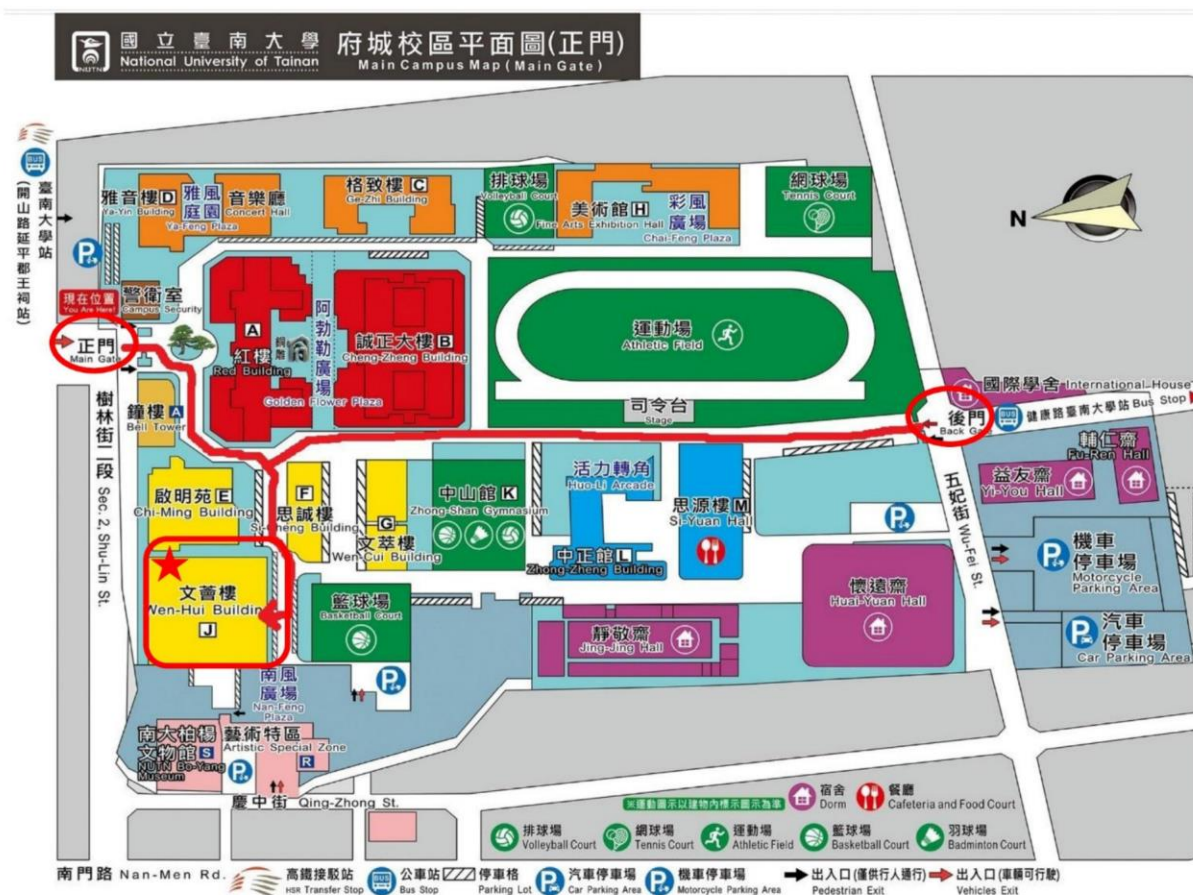 國立臺南大學 府城校區平面圖(正門)
National University of Tainan Main Campus Map (Main Gate)
NUTN
BUS
臺南大學站
(開山路延平郡王祠站)
雅音樓 D
Ya-Yin Building
雅風庭園
Ya-Feng Plaza
音樂廳
Concert Hall
格致樓 C
Ge-Zhi Building
排球場
Volleyball Court
美術館 H
Fine Arts Exhibition Hall
彩風廣場
Chai-Feng Plaza
網球場
Tennis Court
N
P
現在位置
You Are Here!
警衛室
Campus Security
正門
Main Gate
A
紅樓
Red Building
銅雕
阿勃勒廣場
Golden Flower Plaza
誠正大樓 B
Cheng-Zheng Building
運動場
Athletic Field
司令台
Stage
國際學舍 International House
後門
BUS
健康路臺南大學站 Bus Stop
樹林街二段 Sec. 2, Shu-Lin St.
鐘樓 A
Bell Tower
啟明苑 E
Chi-Ming Building
F
思誠樓
Si-Cheng Building
G
文萃樓
Wen-Cui Building
中山館 K
Zhong-Shan Gymnasium
活力轉角
Huo-Li Arcade
思源樓 M
Si-Yuan Hall
中正館 L
Zhong-Zheng Building
P
五妃街 Wu-Fei St.
益友齋
Yi-You Hall
輔仁齋
Fu-Ren Hall
P
機車停車場
Motorcycle Parking Area
P
汽車停車場
Car Parking Area
文薈樓
Wen-Hui Building
J
籃球場
Basketball Court
靜敬齋
Jing-Jing Hall
懷遠齋
Huai-Yuan Hall
南風廣場
Nan-Feng Plaza
P
南大柏楊文物館 S
NUTN Bo-Yang Museum
藝術特區
Artistic Special Zone
R
P
慶中街 Qing-Zhong St.
※運動圖示以建物內標示圖示為準
宿舍
Dorm
餐廳
Cafeteria and Food Court
排球場
Volleyball Court
網球場
Tennis Court
運動場
Athletic Field
籃球場
Basketball Court
羽球場
Badminton Court
南門路 Nan-Men Rd.
高鐵接駁站
HSR Transfer Stop
BUS
公車站
Bus Stop
停車格
Parking Lot
P
汽車停車場
Car Parking Area
P
機車停車場
Motorcycle Parking Area
出入口(僅供行人通行)
Pedestrian Exit
出入口(車輛可行駛)
Vehicles Exit